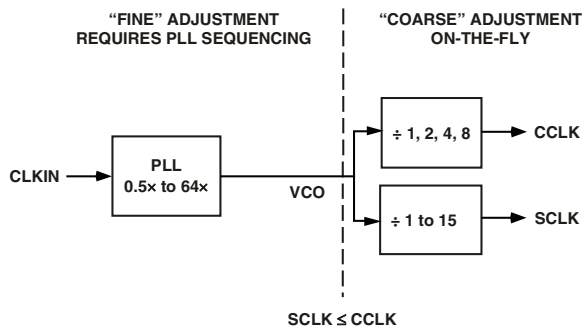 “FINE” ADJUSTMENT
REQUIRES PLL SEQUENCING
“COARSE” ADJUSTMENT
ON-THE-FLY
CLKIN
PLL
0.5× to 64×
VCO
÷ 1, 2, 4, 8
CCLK
÷ 1 to 15
SCLK
SCLK ≤ CCLK